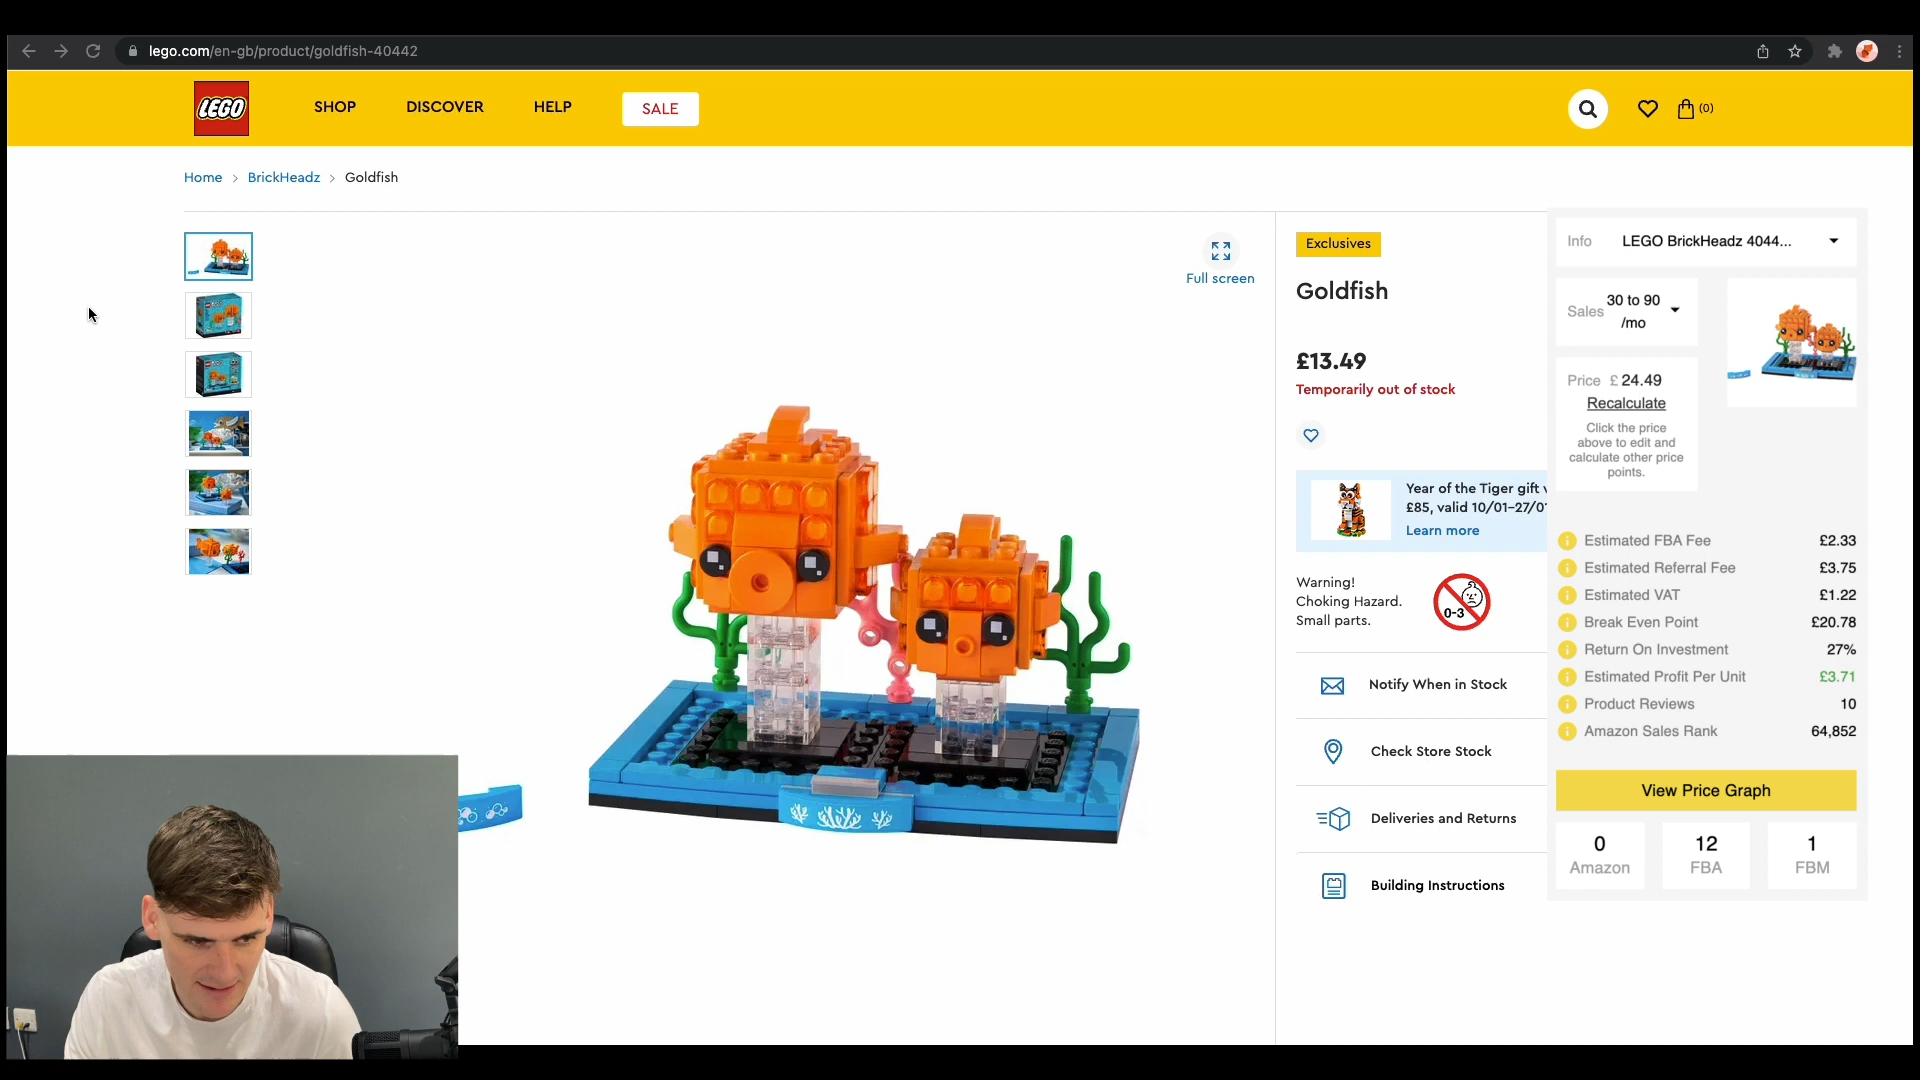 lego.com/en-gb/product/goldfish-40442
LEGO
SHOP
DISCOVER
HELP
SALE
(0)
Home > BrickHeadz > Goldfish
Full screen
Exclusives
Goldfish
£13.49
Temporarily out of stock
Year of the Tiger gift
£85, valid 10/01-27/01
Learn more
Warning!
Choking Hazard.
Small parts.
0-3
Notify When in Stock
Check Store Stock
Deliveries and Returns
Building Instructions
Info LEGO BrickHeadz 4044...
Sales 30 to 90
/mo
Price £ 24.49
Recalculate
Click the price
above to edit and
calculate other price
points.
Estimated FBA Fee £2.33
Estimated Referral Fee £3.75
Estimated VAT £1.22
Break Even Point £20.78
Return On Investment 27%
Estimated Profit Per Unit £3.71
Product Reviews 10
Amazon Sales Rank 64,852
View Price Graph
0
Amazon
12
FBA
1
FBM